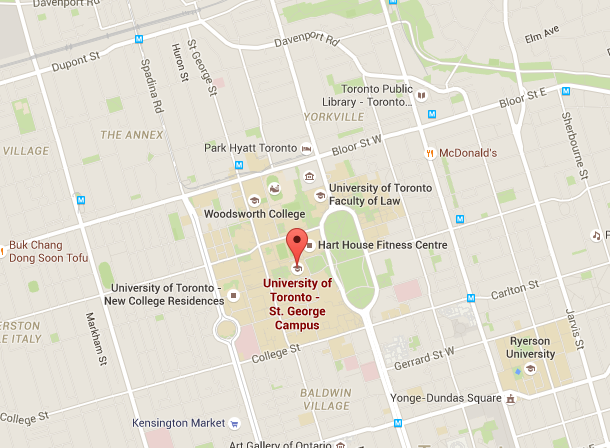 Davenport Rd
Elm Ave
Davenport Rd
Dupont St
Spadina Rd
Huron St
St George St
Toronto Public
Library - Toronto...
Bloor St E
YORKVILLE
THE ANNEX
Sherbourne St
Bloor St W
VILLAGE
Park Hyatt Toronto
McDonald's
University of Toronto
Faculty of Law
Woodsworth College
Buk Chang
Dong Soon Tofu
Hart House Fitness Centre
F
University of
Toronto -
St. George
Campus
University of Toronto -
New College Residences
Carlton St
Markham St
Jarvis St
ERSTON
LE ITALY
College St
Gerrard St W
Ryerson
University
BALDWIN
VILLAGE
Yonge-Dundas Square
College St
Kensington Market
Art Gallery of Ontario